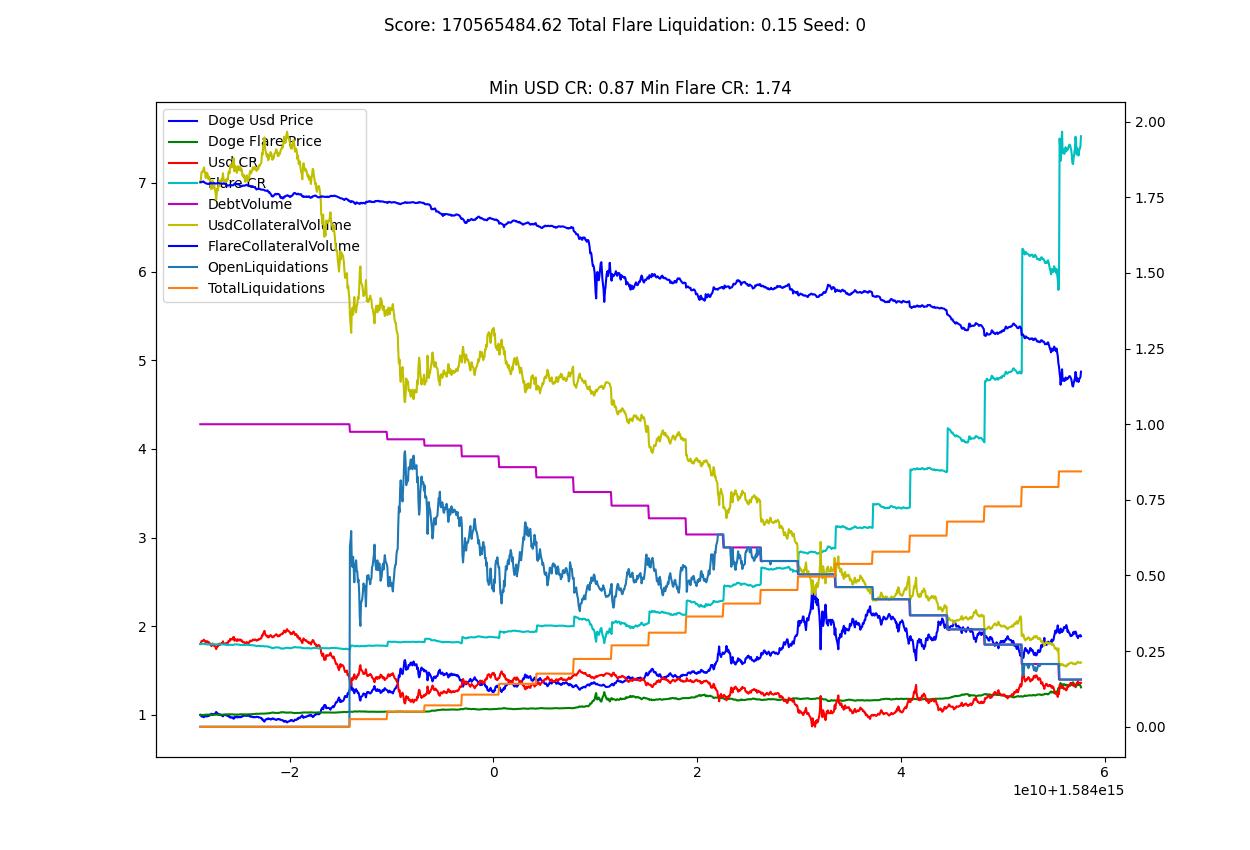 Score: 170565484.62 Total Flare Liquidation: 0.15 Seed: 0
Min USD CR: 0.87 Min Flare CR: 1.74
Doge Usd Price
Doge Flare Price
Usd CR
Flare CR
DebtVolume
UsdCollateralVolume
FlareCollateralVolume
OpenLiquidations
TotalLiquidations
7
6
5
4
3
2
1
2.00
1.75
1.50
1.25
1.00
0.75
0.50
0.25
0.00
−2
0
2
4
6
1e10+1.584e15